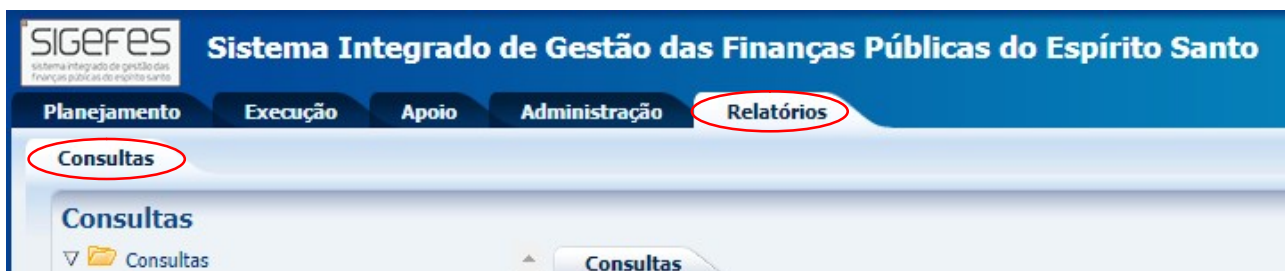 SIGEFES
sistema integrado de gestão das
finanças públicas do espírito santo
Sistema Integrado de Gestão das Finanças Públicas do Espírito Santo
Planejamento Execução Apoio Administração Relatórios
Consultas
Consultas
Consultas
Consultas